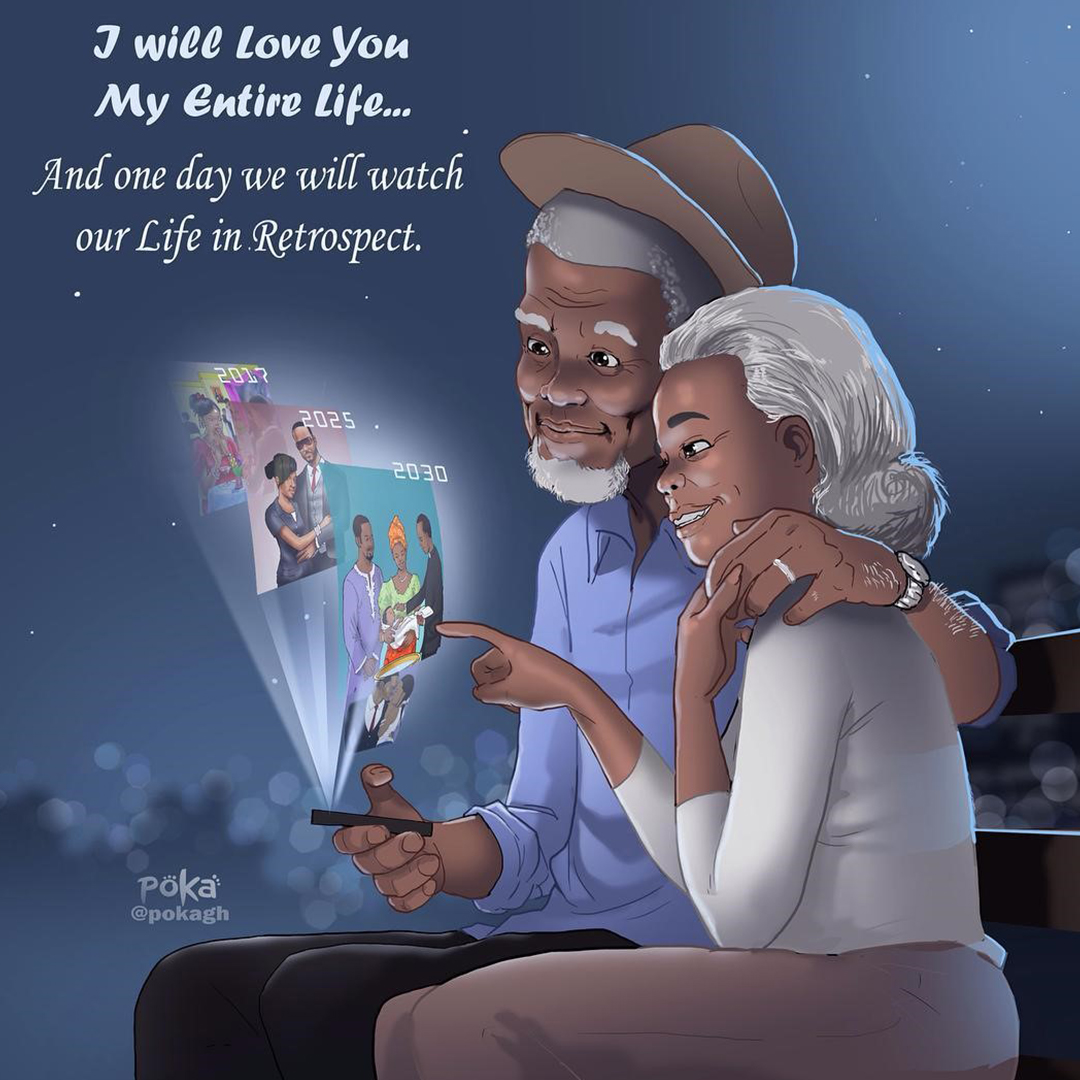 I will Love You
My Entire Life...
And one day we will watch
our Life in Retrospect.
2017
2025
2030
Pöka
@pokagh